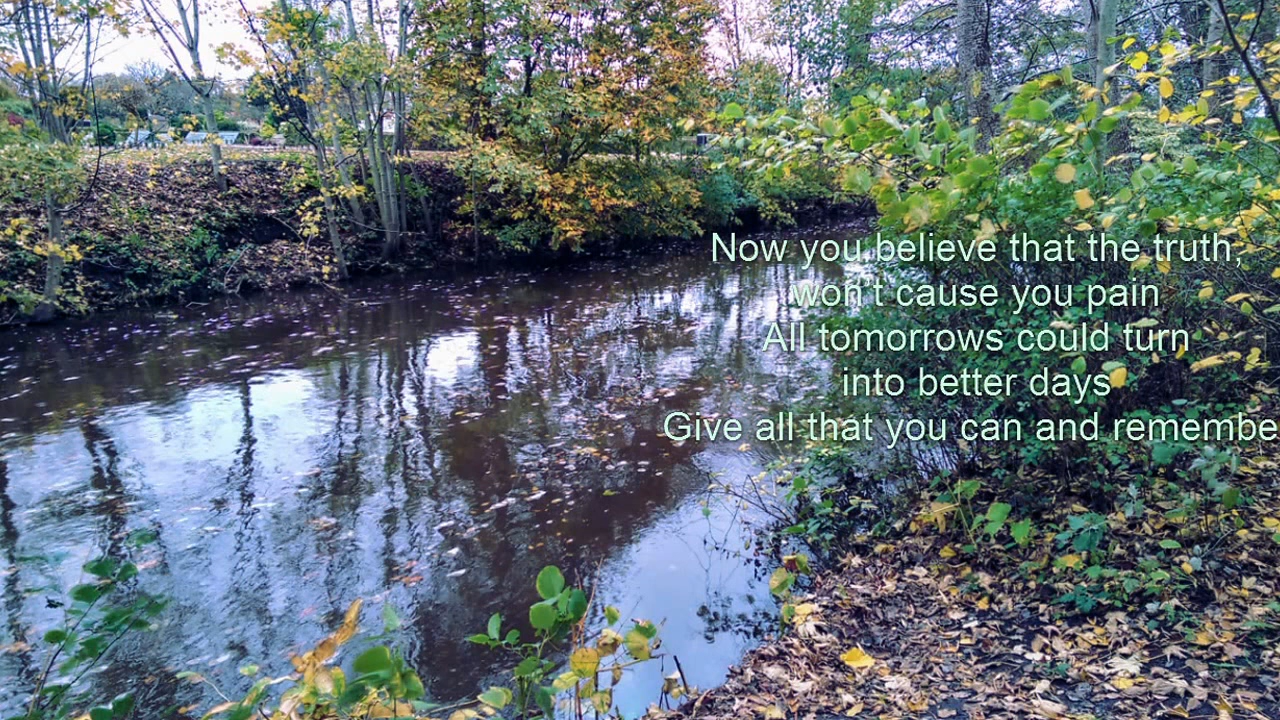 Now you believe that the truth,
won't cause you pain
All tomorrows could turn
into better days
Give all that you can and remembe